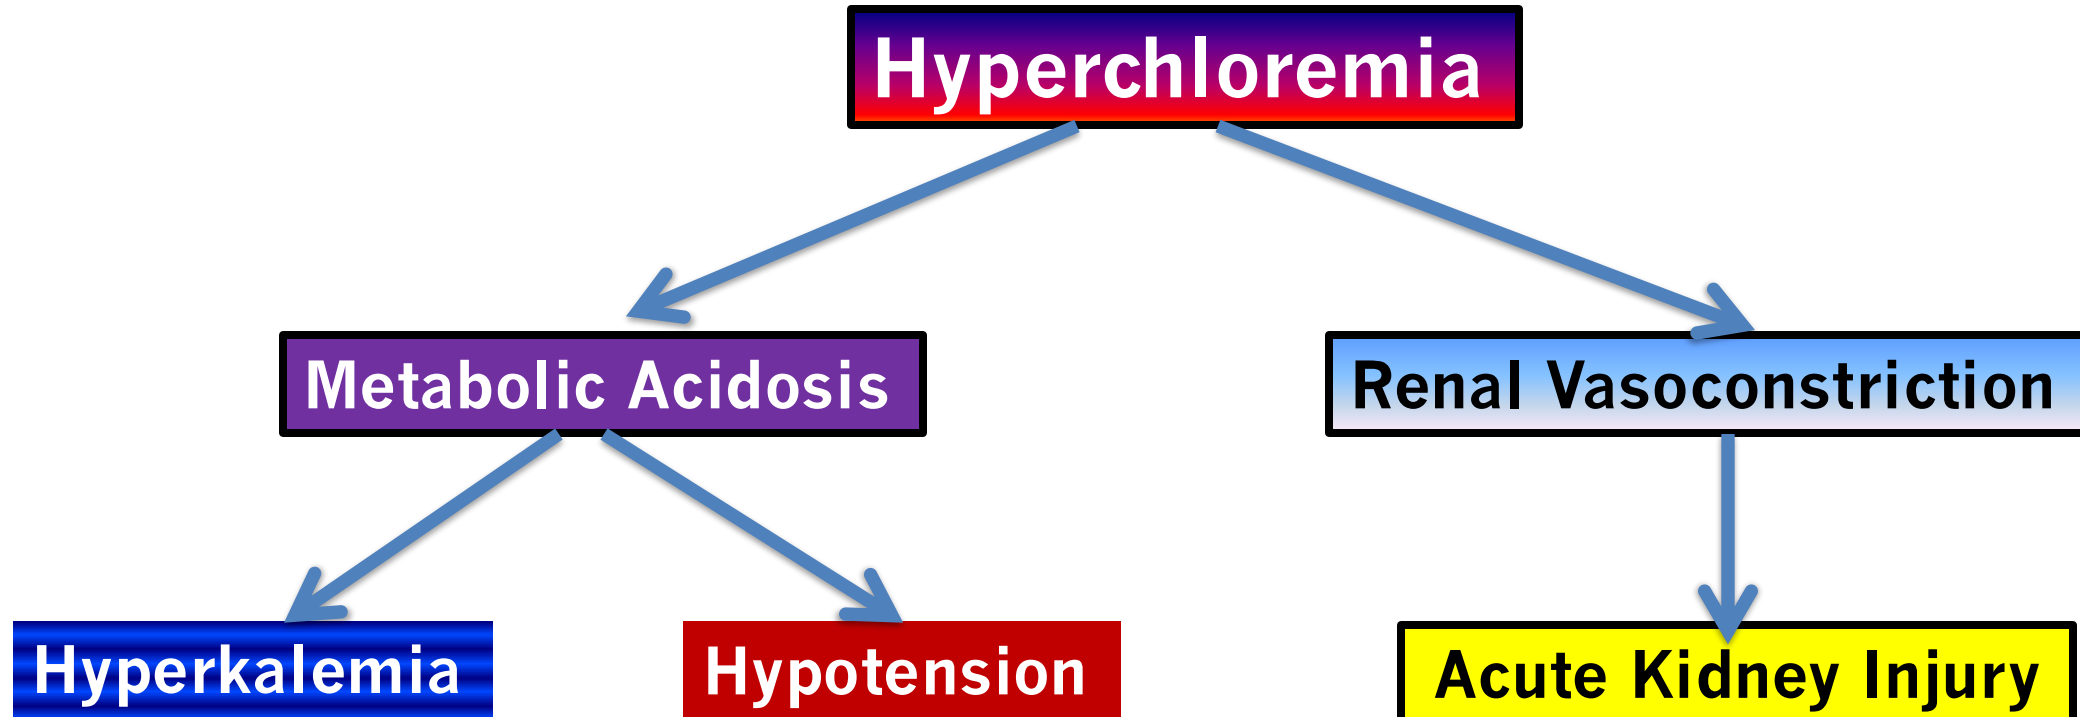 Hyperchloremia
Metabolic Acidosis
Renal Vasoconstriction
Hyperkalemia
Hypotension
Acute Kidney Injury